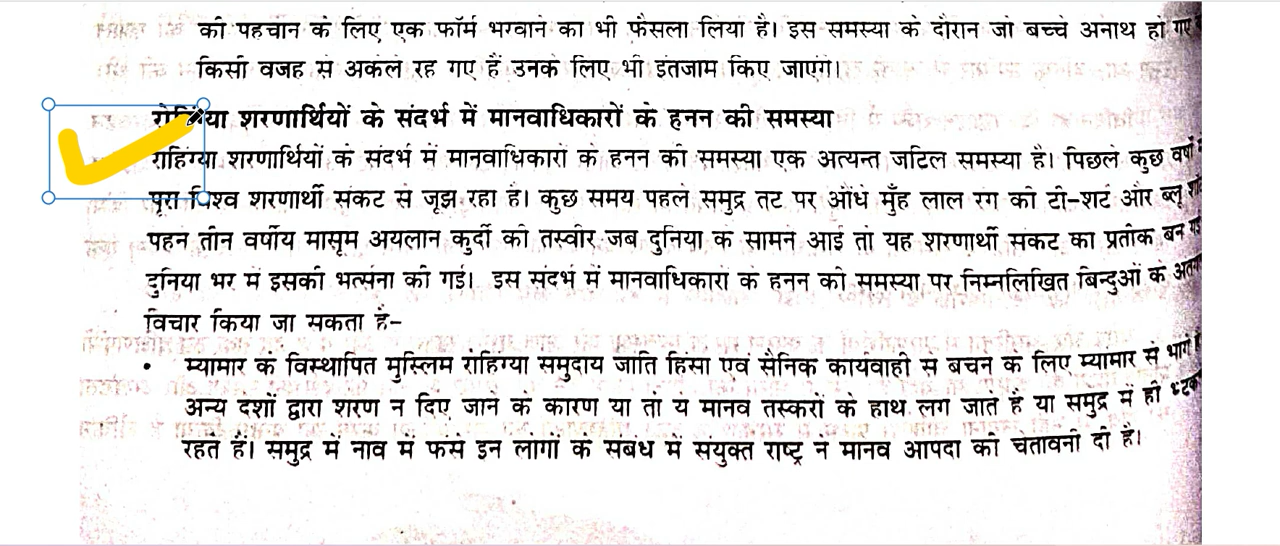 की पहचान के लिए एक फॉर्म भरवाने का भी फैसला लिया है। इस समस्या के दौरान जो बच्चे अनाथ हो गए
किसी वजह से अकेले रह गए हैं उनके लिए भी इंतजाम किए जाएंगे।
रोहिंग्या शरणार्थियों के संदर्भ में मानवाधिकारों के हनन की समस्या
रोहिंग्या शरणार्थियों के संदर्भ में मानवाधिकारों के हनन की समस्या एक अत्यन्त जटिल समस्या है। पिछले कुछ वर्षों
पूरा विश्व शरणार्थी संकट से जूझ रहा है। कुछ समय पहले समुद्र तट पर औंधे मुँह लाल रंग की टी-शर्ट और ब्लू
पहने तीन वर्षीय मासूम अयलान कुर्दी की तस्वीर जब दुनिया के सामने आई तो यह शरणार्थी संकट का प्रतीक बन
दुनिया भर में इसकी भर्त्सना की गई। इस संदर्भ में मानवाधिकारों के हनन की समस्या पर निम्नलिखित बिन्दुओं के
विचार किया जा सकता है-
• म्यामार के विस्थापित मुस्लिम रोहिंग्या समुदाय जाति हिंसा एवं सैनिक कार्यवाही से बचने के लिए म्यामार से भागे
अन्य देशों द्वारा शरण न दिए जाने के कारण या तो ये मानव तस्करों के हाथ लग जाते हैं या समुद्र में ही
रहते हैं। समुद्र में नाव में फंसे इन लोगों के संबंध में संयुक्त राष्ट्र ने मानव आपदा की चेतावनी दी है।